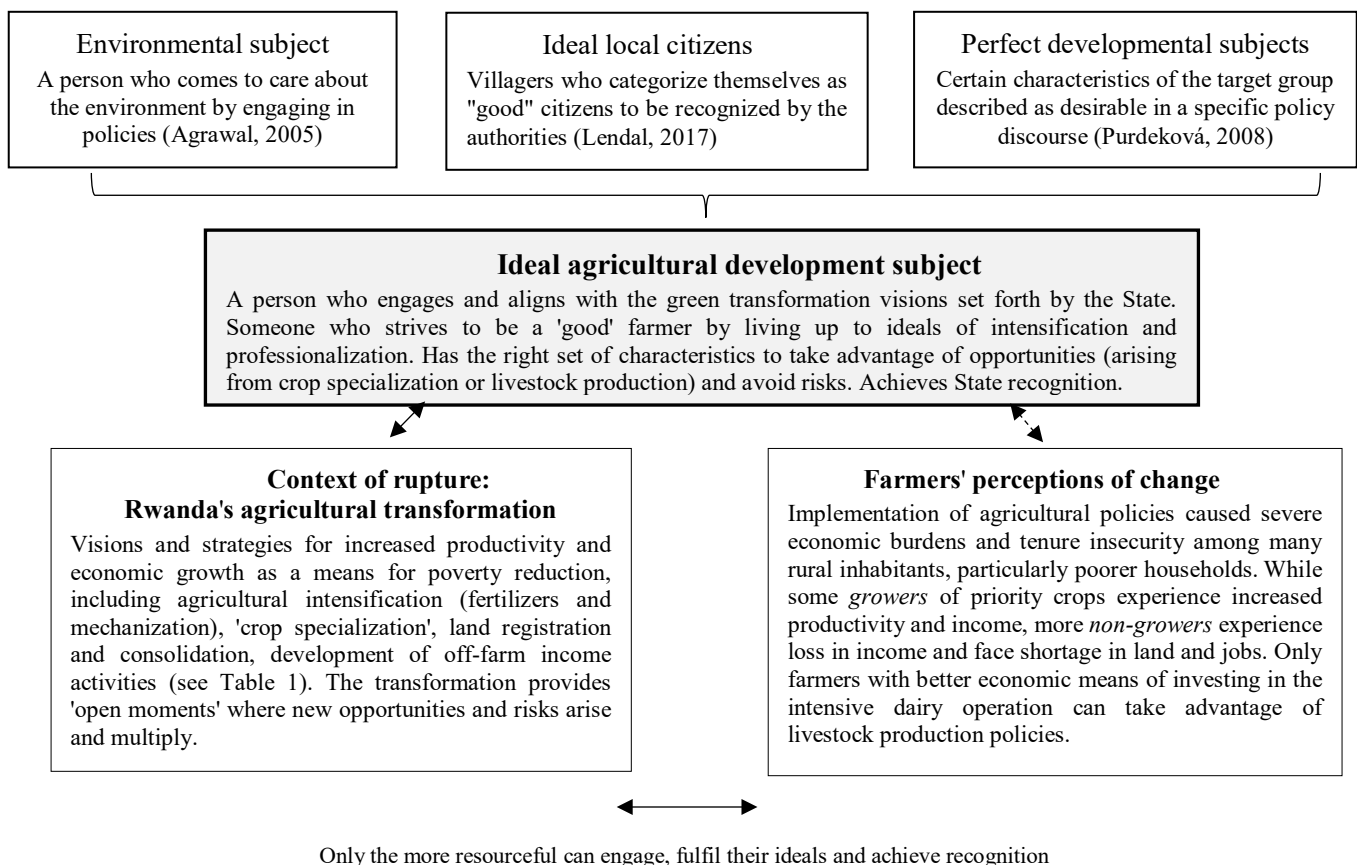 Environmental subject
A person who comes to care about
the environment by engaging in
policies (Agrawal, 2005)
Ideal local citizens
Villagers who categorize themselves as
"good" citizens to be recognized by the
authorities (Lendal, 2017)
Perfect developmental subjects
Certain characteristics of the target group
described as desirable in a specific policy
discourse (Purdeková, 2008)
Ideal agricultural development subject
A person who engages and aligns with the green transformation visions set forth by the State.
Someone who strives to be a 'good' farmer by living up to ideals of intensification and
professionalization. Has the right set of characteristics to take advantage of opportunities (arising
from crop specialization or livestock production) and avoid risks. Achieves State recognition.
Context of rupture:
Rwanda's agricultural transformation
Visions and strategies for increased productivity and
economic growth as a means for poverty reduction,
including agricultural intensification (fertilizers and
mechanization), 'crop specialization', land registration
and consolidation, development of off-farm income
activities (see Table 1). The transformation provides
'open moments' where new opportunities and risks arise
and multiply.
Farmers' perceptions of change
Implementation of agricultural policies caused severe
economic burdens and tenure insecurity among many
rural inhabitants, particularly poorer households. While
some growers of priority crops experience increased
productivity and income, more non-growers experience
loss in income and face shortage in land and jobs. Only
farmers with better economic means of investing in the
intensive dairy operation can take advantage of
livestock production policies.
Only the more resourceful can engage, fulfil their ideals and achieve recognition